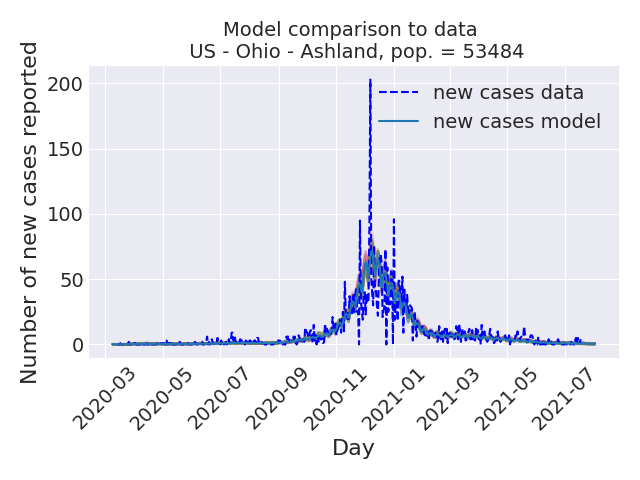 Model comparison to data
US - Ohio - Ashland, pop. = 53484
Number of new cases reported
200
150
100
50
0
new cases data
new cases model
2020-03
2020-05
2020-07
2020-09
2020-11
2021-01
2021-03
2021-05
2021-07
Day